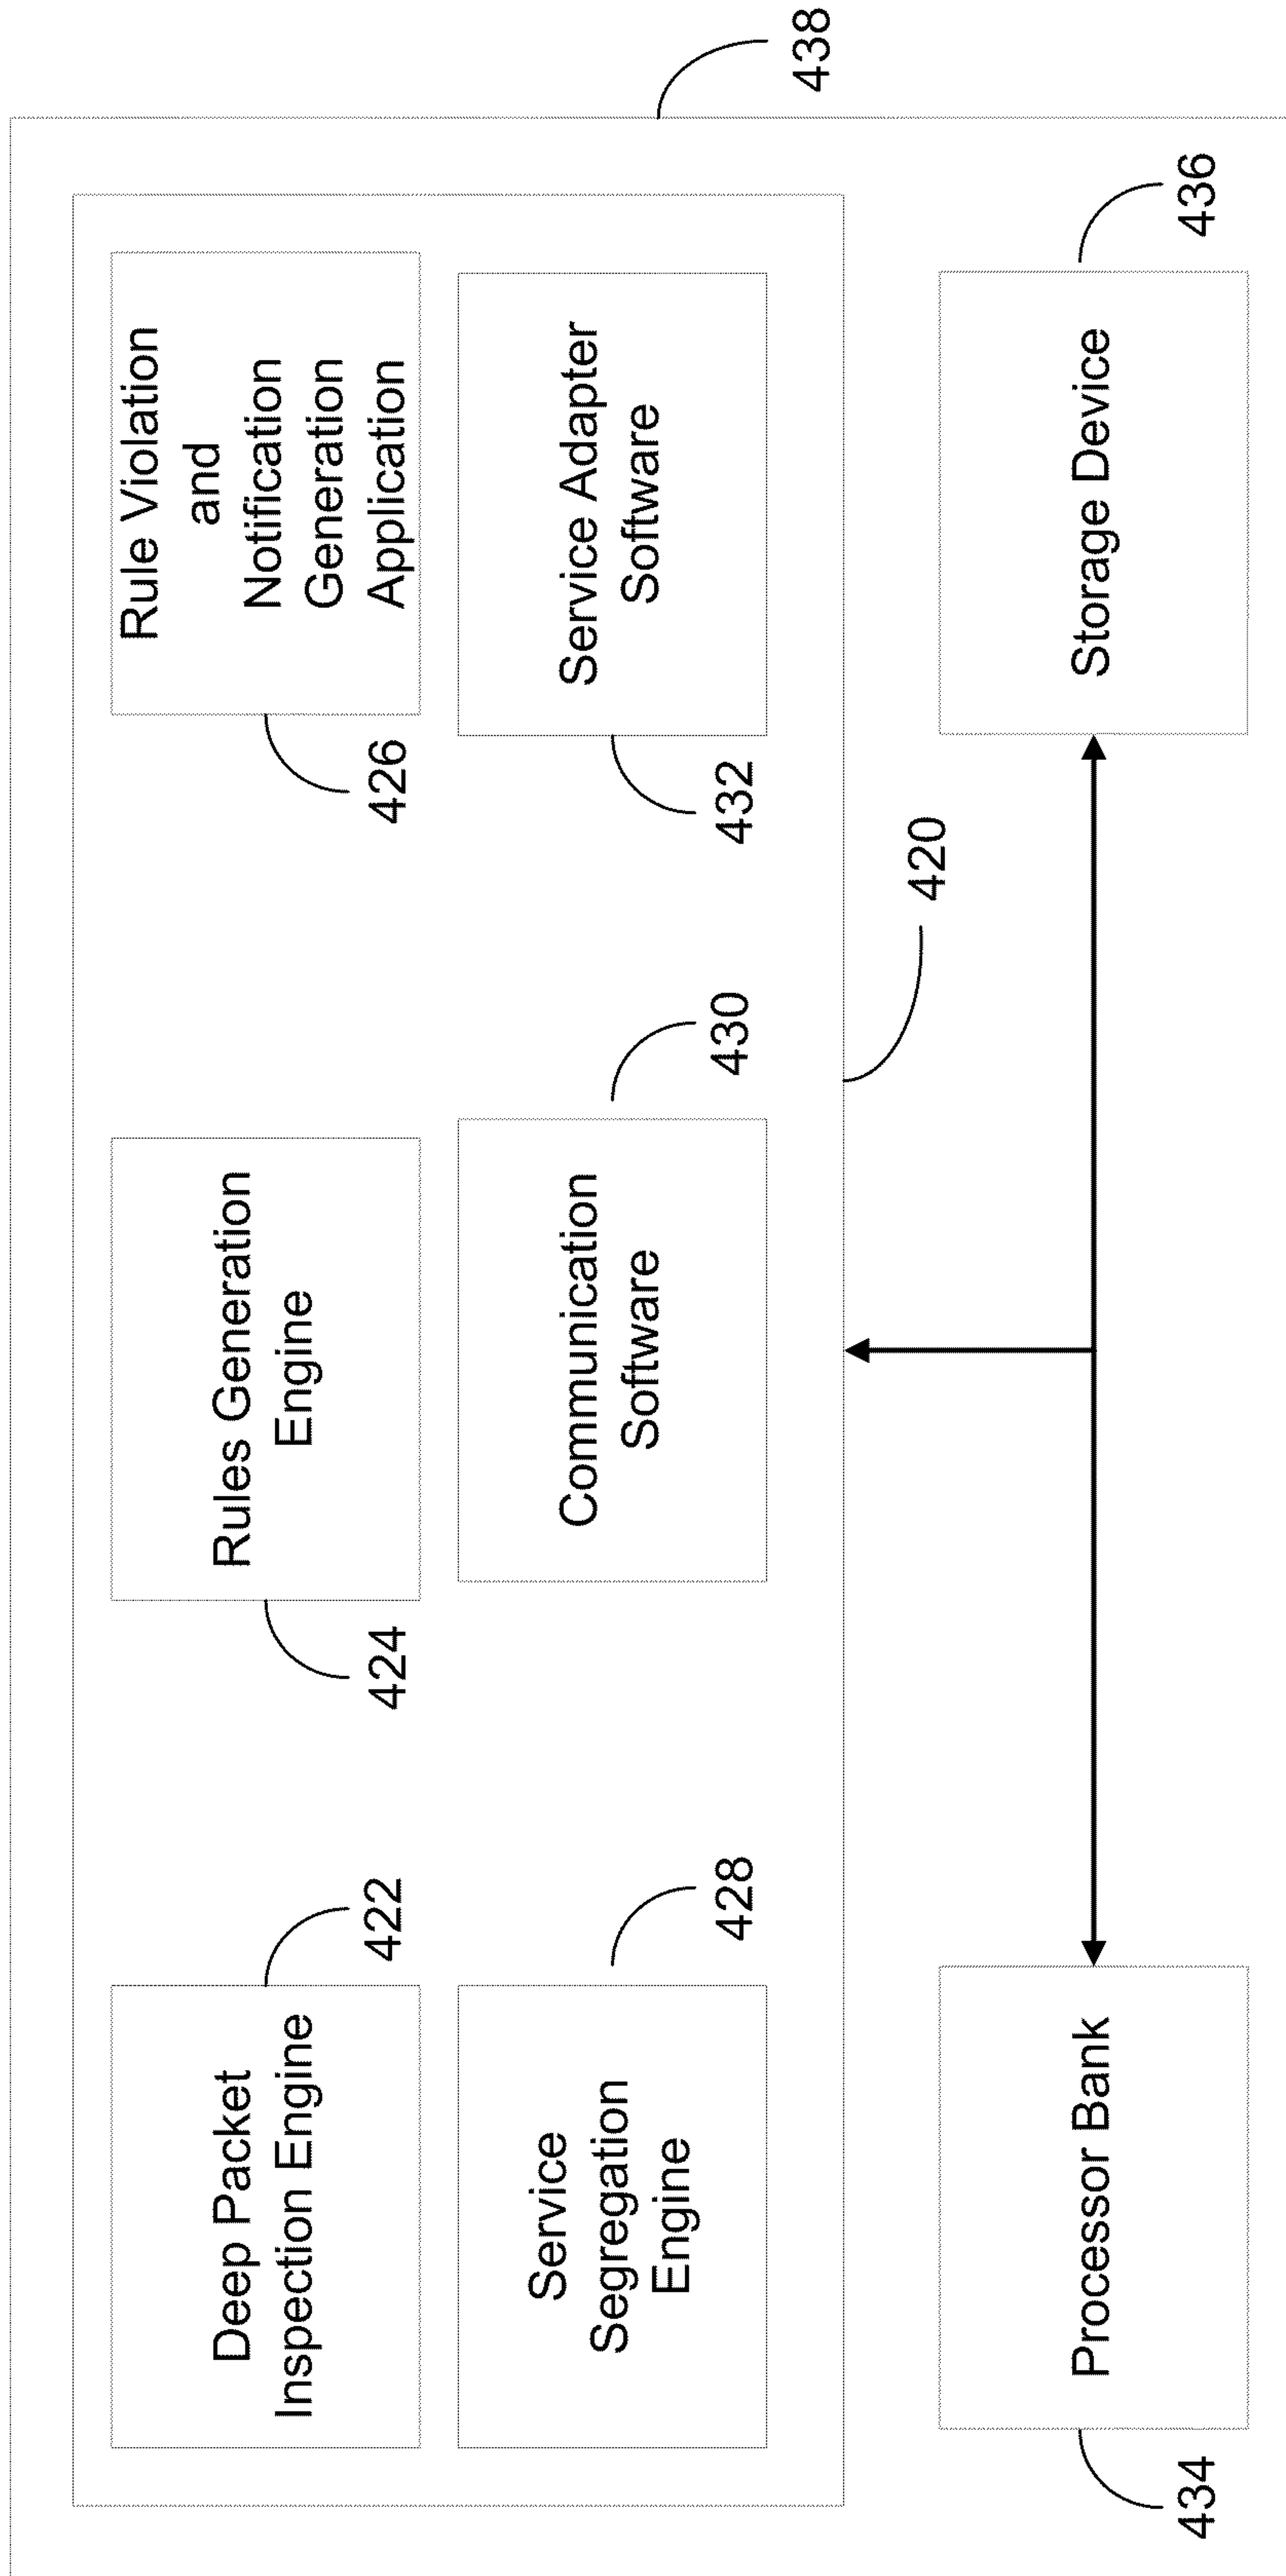 438
Deep Packet
Inspection Engine
422
Rules Generation
Engine
424
Rule Violation
and
Notification
Generation
Application
426
Service
Segregation
Engine
428
Communication
Software
430
Service Adapter
Software
432
420
Processor Bank
434
Storage Device
436